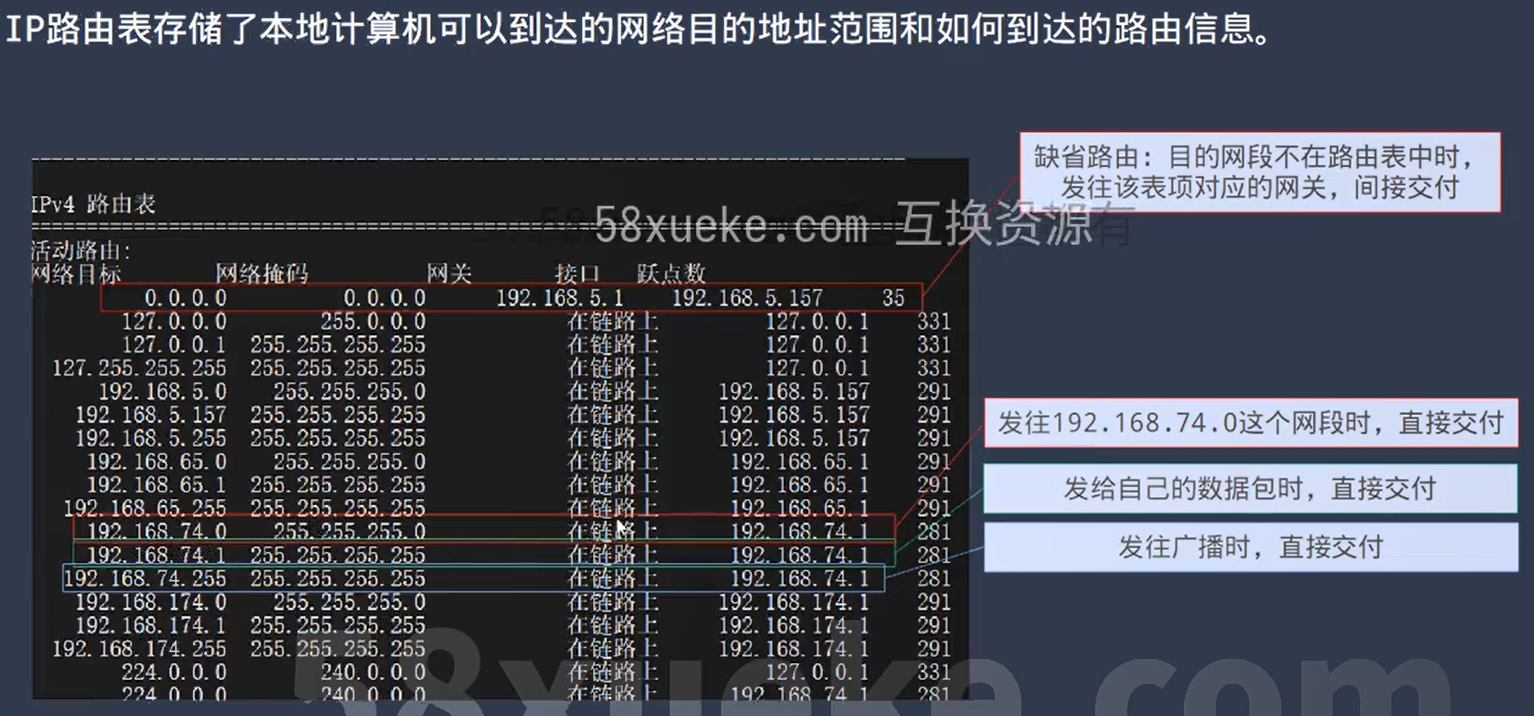 IP路由表存储了本地计算机可以到达的网络目的地址范围和如何到达的路由信息。
缺省路由：目的网段不在路由表中时，
发往该表项对应的网关，间接交付
IPv4 路由表
58xueke.com 互换资源
活动路由:
网络目标 网络掩码 网关 接口 跃点数
0.0.0.0 0.0.0.0 192.168.5.1 192.168.5.157 35
127.0.0.0 255.0.0.0 在链路上 127.0.0.1 331
127.0.0.1 255.255.255.255 在链路上 127.0.0.1 331
127.255.255.255 255.255.255.255 在链路上 127.0.0.1 331
192.168.5.0 255.255.255.0 在链路上 192.168.5.157 291
192.168.5.157 255.255.255.255 在链路上 192.168.5.157 291
192.168.5.255 255.255.255.255 在链路上 192.168.5.157 291
192.168.65.0 255.255.255.0 在链路上 192.168.65.1 291
192.168.65.1 255.255.255.255 在链路上 192.168.65.1 291
192.168.65.255 255.255.255.255 在链路上 192.168.65.1 291
192.168.74.0 255.255.255.0 在链路上 192.168.74.1 281
192.168.74.1 255.255.255.255 在链路上 192.168.74.1 281
192.168.74.255 255.255.255.255 在链路上 192.168.74.1 281
192.168.174.0 255.255.255.0 在链路上 192.168.174.1 291
192.168.174.1 255.255.255.255 在链路上 192.168.174.1 291
192.168.174.255 255.255.255.255 在链路上 192.168.174.1 291
224.0.0.0 240.0.0.0 在链路上 127.0.0.1 331
224.0.0.0 240.0.0.0 在链路上 192.168.74.1 281
发往192.168.74.0这个网段时，直接交付
发给自己的数据包时，直接交付
发往广播时，直接交付
58xueke.com